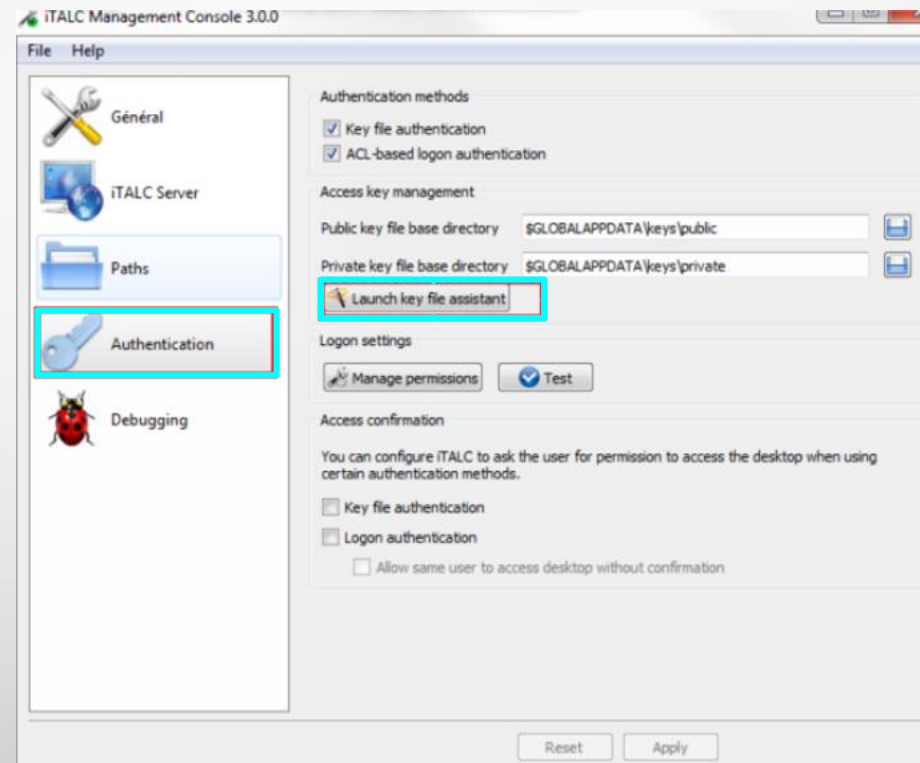 iTALC Management Console 3.0.0
File Help
Général
iTALC Server
Paths
Authentication
Debugging
Authentication methods
Key file authentication
ACL-based logon authentication
Access key management
Public key file base directory $GLOBALAPPDATA\keys\public
Private key file base directory $GLOBALAPPDATA\keys\private
Launch key file assistant
Logon settings
Manage permissions Test
Access confirmation
You can configure iTALC to ask the user for permission to access the desktop when using
certain authentication methods.
Key file authentication
Logon authentication
Allow same user to access desktop without confirmation
Reset Apply